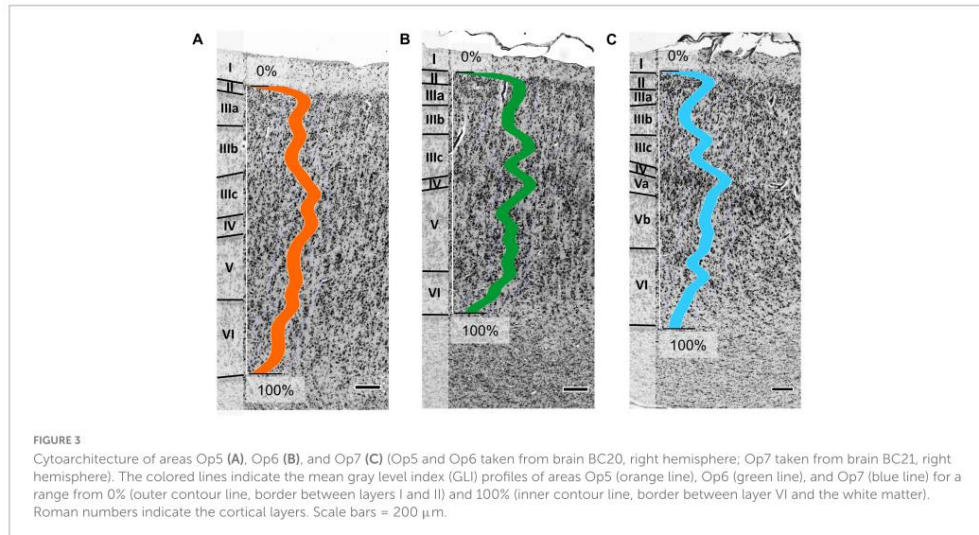 A
I
0%
II
IIIa
IIIb
IIIc
IV
V
VI
100%
B
I
0%
II
IIIa
IIIb
IIIc
IV
V
VI
100%
C
I
0%
II
IIIa
IIIb
IIIc
IV
Va
Vb
VI
100%
FIGURE 3
Cytoarchitecture of areas Op5 (A), Op6 (B), and Op7 (C) (Op5 and Op6 taken from brain BC20, right hemisphere; Op7 taken from brain BC21, right
hemisphere). The colored lines indicate the mean gray level index (GLI) profiles of areas Op5 (orange line), Op6 (green line), and Op7 (blue line) for a
range from 0% (outer contour line, border between layers I and II) and 100% (inner contour line, border between layer VI and the white matter).
Roman numbers indicate the cortical layers. Scale bars = 200 μm.